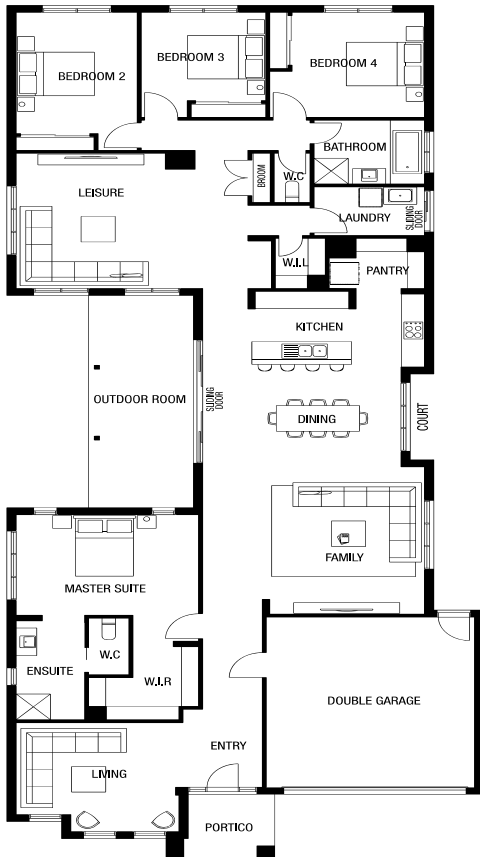 BEDROOM 2
BEDROOM 3
BEDROOM 4
BATHROOM
W.C
BROOM
LEISURE
LAUNDRY
SLIDING DOOR
W.I.L
PANTRY
KITCHEN
OUTDOOR ROOM
SLIDING DOOR
DINING
COURT
FAMILY
MASTER SUITE
W.C
ENSUITE
W.I.R
DOUBLE GARAGE
ENTRY
LIVING
PORTICO